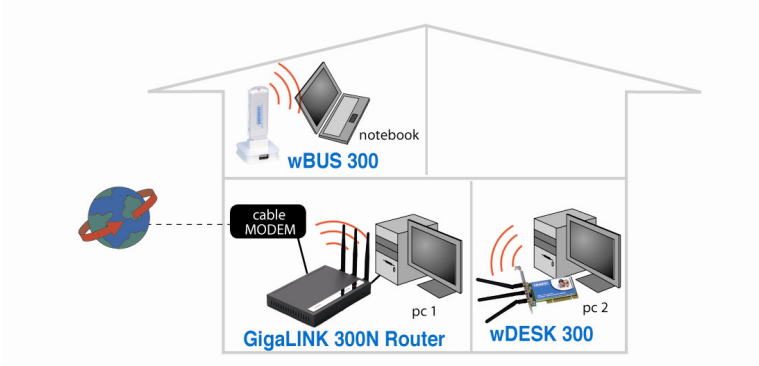 notebook
wBUS 300
cable
MODEM
pc 1
GigaLINK 300N Router
pc 2
wDESK 300